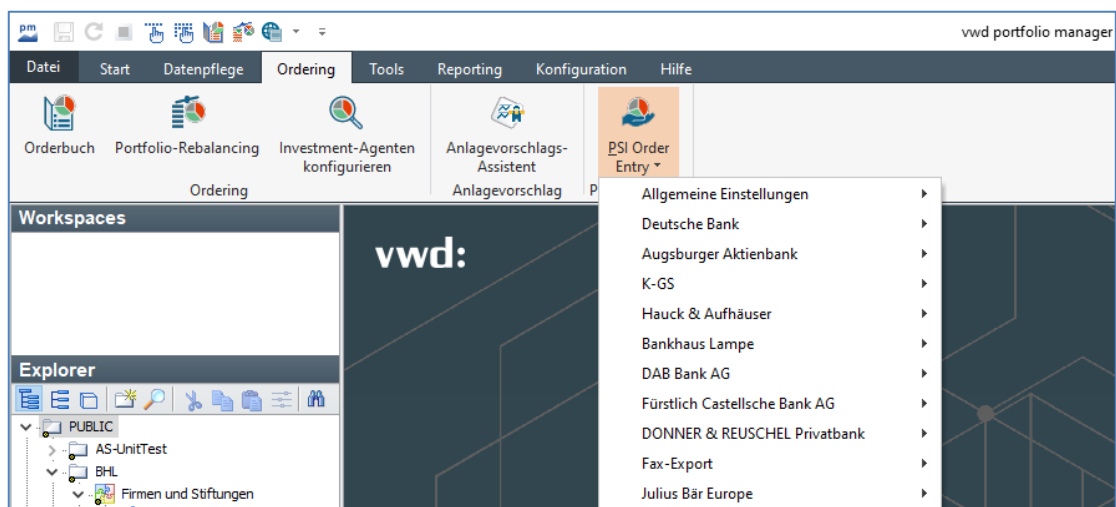 pm
vwd portfolio manager
Datei Start Datenpflege Ordering Tools Reporting Konfiguration Hilfe
Orderbuch Portfolio-Rebalancing Investment-Agenten Anlagevorschlags- PSI Order
konfigurieren Assistent Entry
Ordering Anlagevorschlag P
Allgemeine Einstellungen
Workspaces
Deutsche Bank
vwd:
Augsburger Aktienbank
K-GS
Hauck & Aufhäuser
Bankhaus Lampe
Explorer
DAB Bank AG
Fürstlich Castellsche Bank AG
PUBLIC
DONNER & REUSCHEL Privatbank
AS-UnitTest
Fax-Export
BHL
Firmen und Stiftungen
Julius Bär Europe